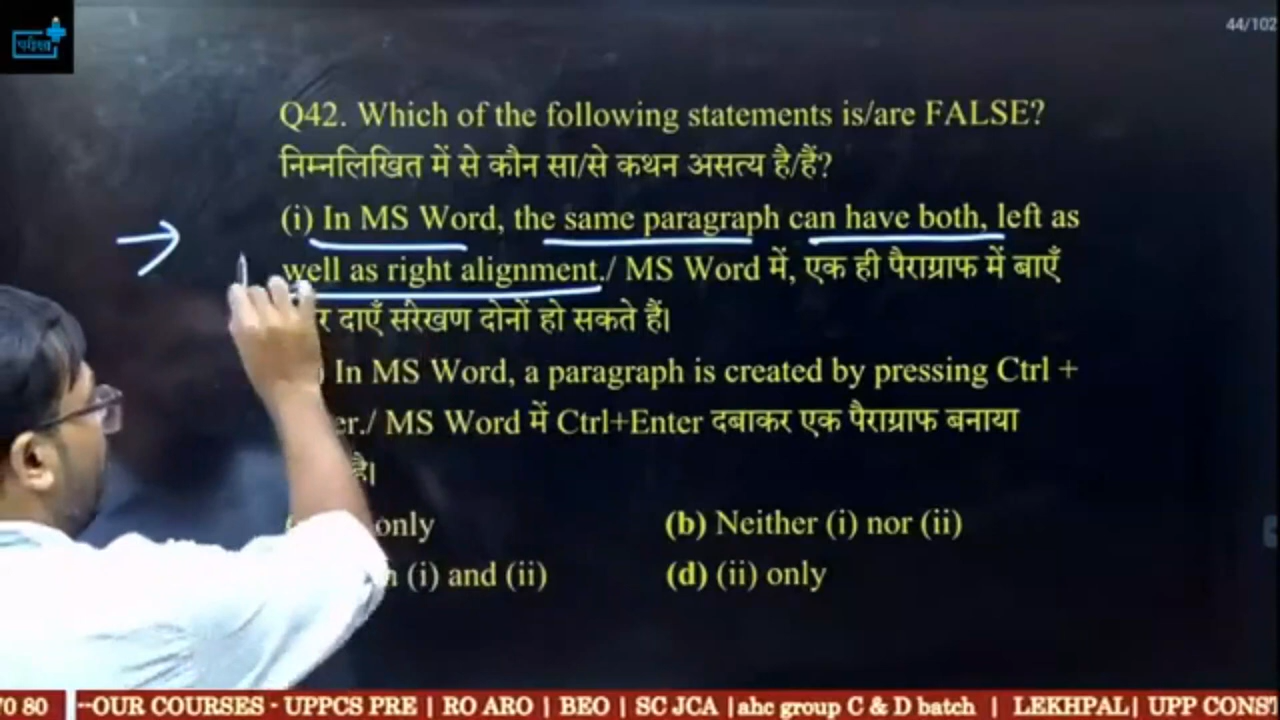 परीक्षा
44/102
Q42. Which of the following statements is/are FALSE?
निम्नलिखित में से कौन सा/से कथन असत्य है/हैं?
(i) In MS Word, the same paragraph can have both, left as
well as right alignment./ MS Word में, एक ही पैराग्राफ में बाएँ
र दाएँ संरेखण दोनों हो सकते हैं।
) In MS Word, a paragraph is created by pressing Ctrl +
er./ MS Word में Ctrl+Enter दबाकर एक पैराग्राफ बनाया
है।
only
(b) Neither (i) nor (ii)
(i) and (ii)
(d) (ii) only
70 80 --OUR COURSES - UPPCS PRE | RO ARO | BEO | SC JCA |ahc group C & D batch | LEKHPAL| UPP CONST